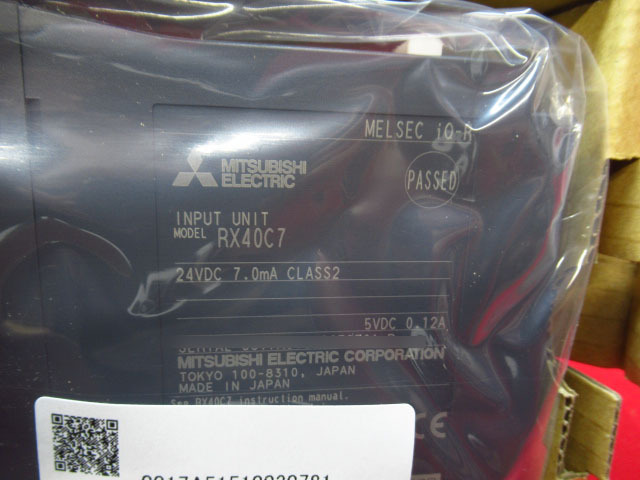 MELSEC iQ-R
MITSUBISHI
ELECTRIC
PASSED
INPUT UNIT
MODEL RX40C7
24VDC 7.0mA CLASS2
5VDC 0.12A
MITSUBISHI ELECTRIC CORPORATION
TOKYO 100-8310, JAPAN
MADE IN JAPAN
See RX40C7 instruction manual.
CE